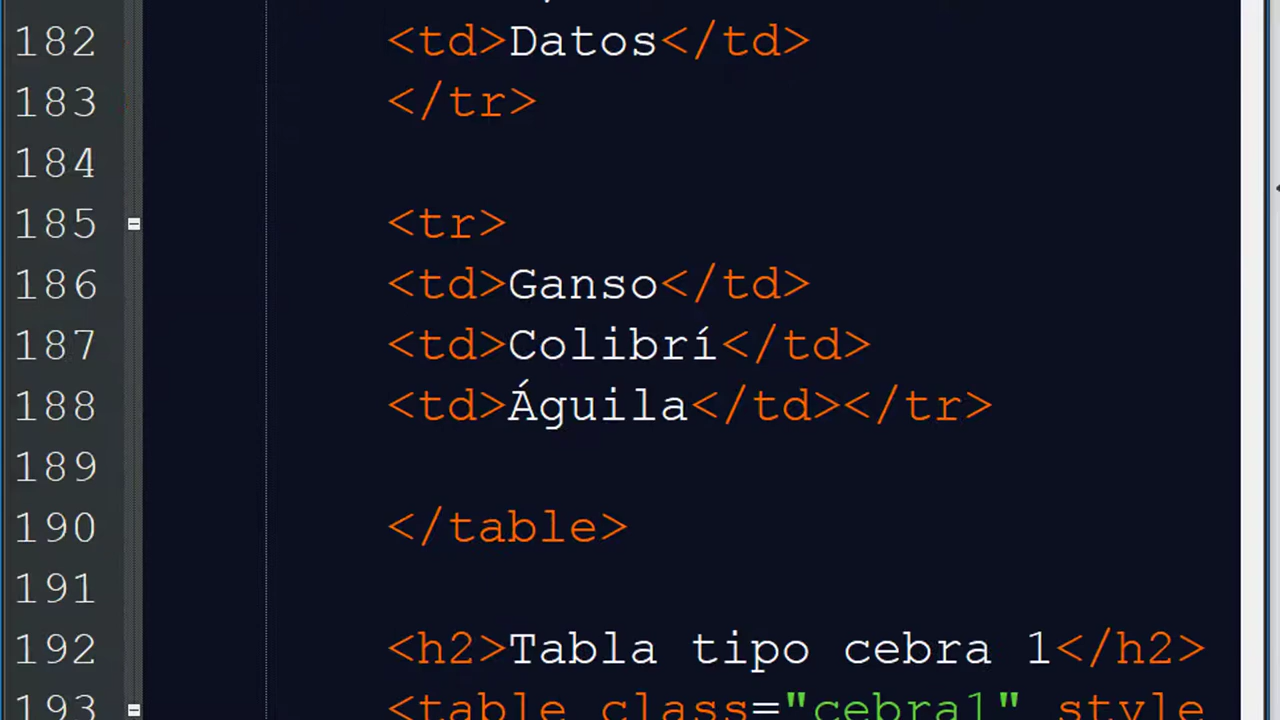 182 <td>Datos</td>
183 </tr>
184
185 <tr>
186 <td>Ganso</td>
187 <td>Colibrí</td>
188 <td>Águila</td></tr>
189
190 </table>
191
192 <h2>Tabla tipo cebra 1</h2>
193 <table class="cebra1" style